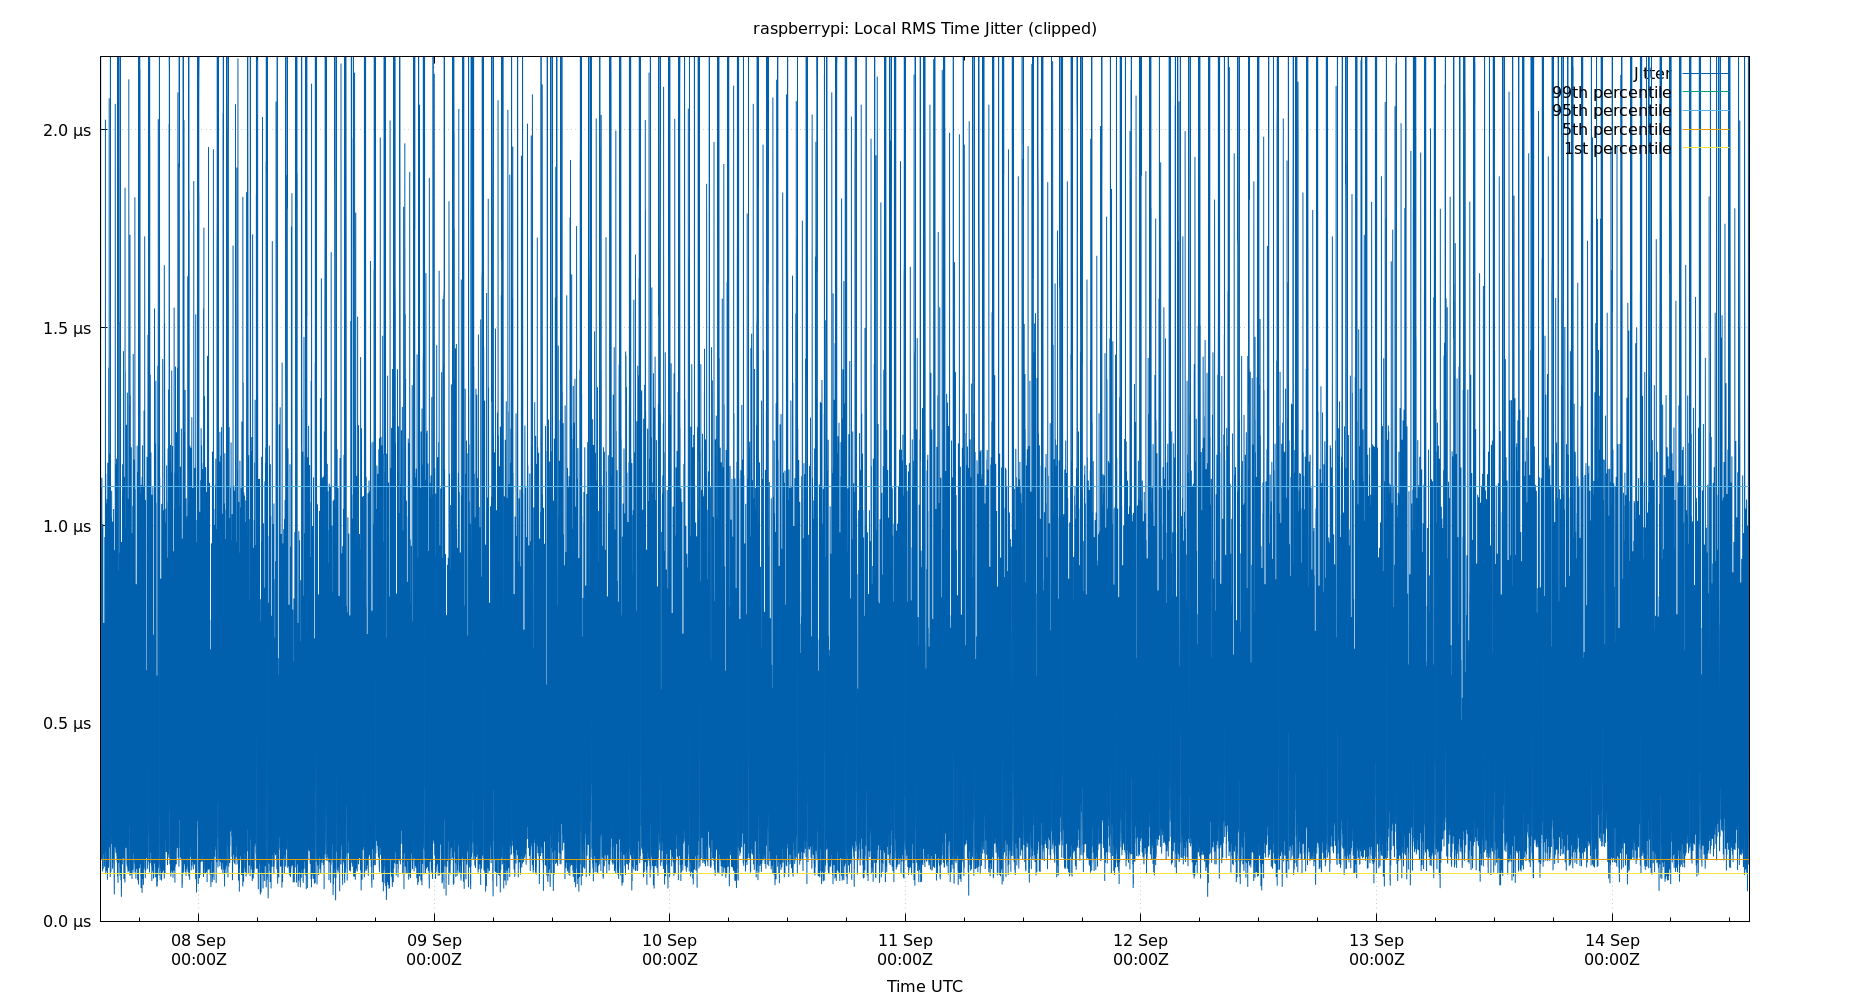 raspberrypi: Local RMS Time Jitter (clipped)
Jitter
99th percentile
95th percentile
5th percentile
1st percentile
2.0 µs
1.5 µs
1.0 µs
0.5 µs
0.0 µs
08 Sep
00:00Z
09 Sep
00:00Z
10 Sep
00:00Z
11 Sep
00:00Z
12 Sep
00:00Z
13 Sep
00:00Z
14 Sep
00:00Z
Time UTC